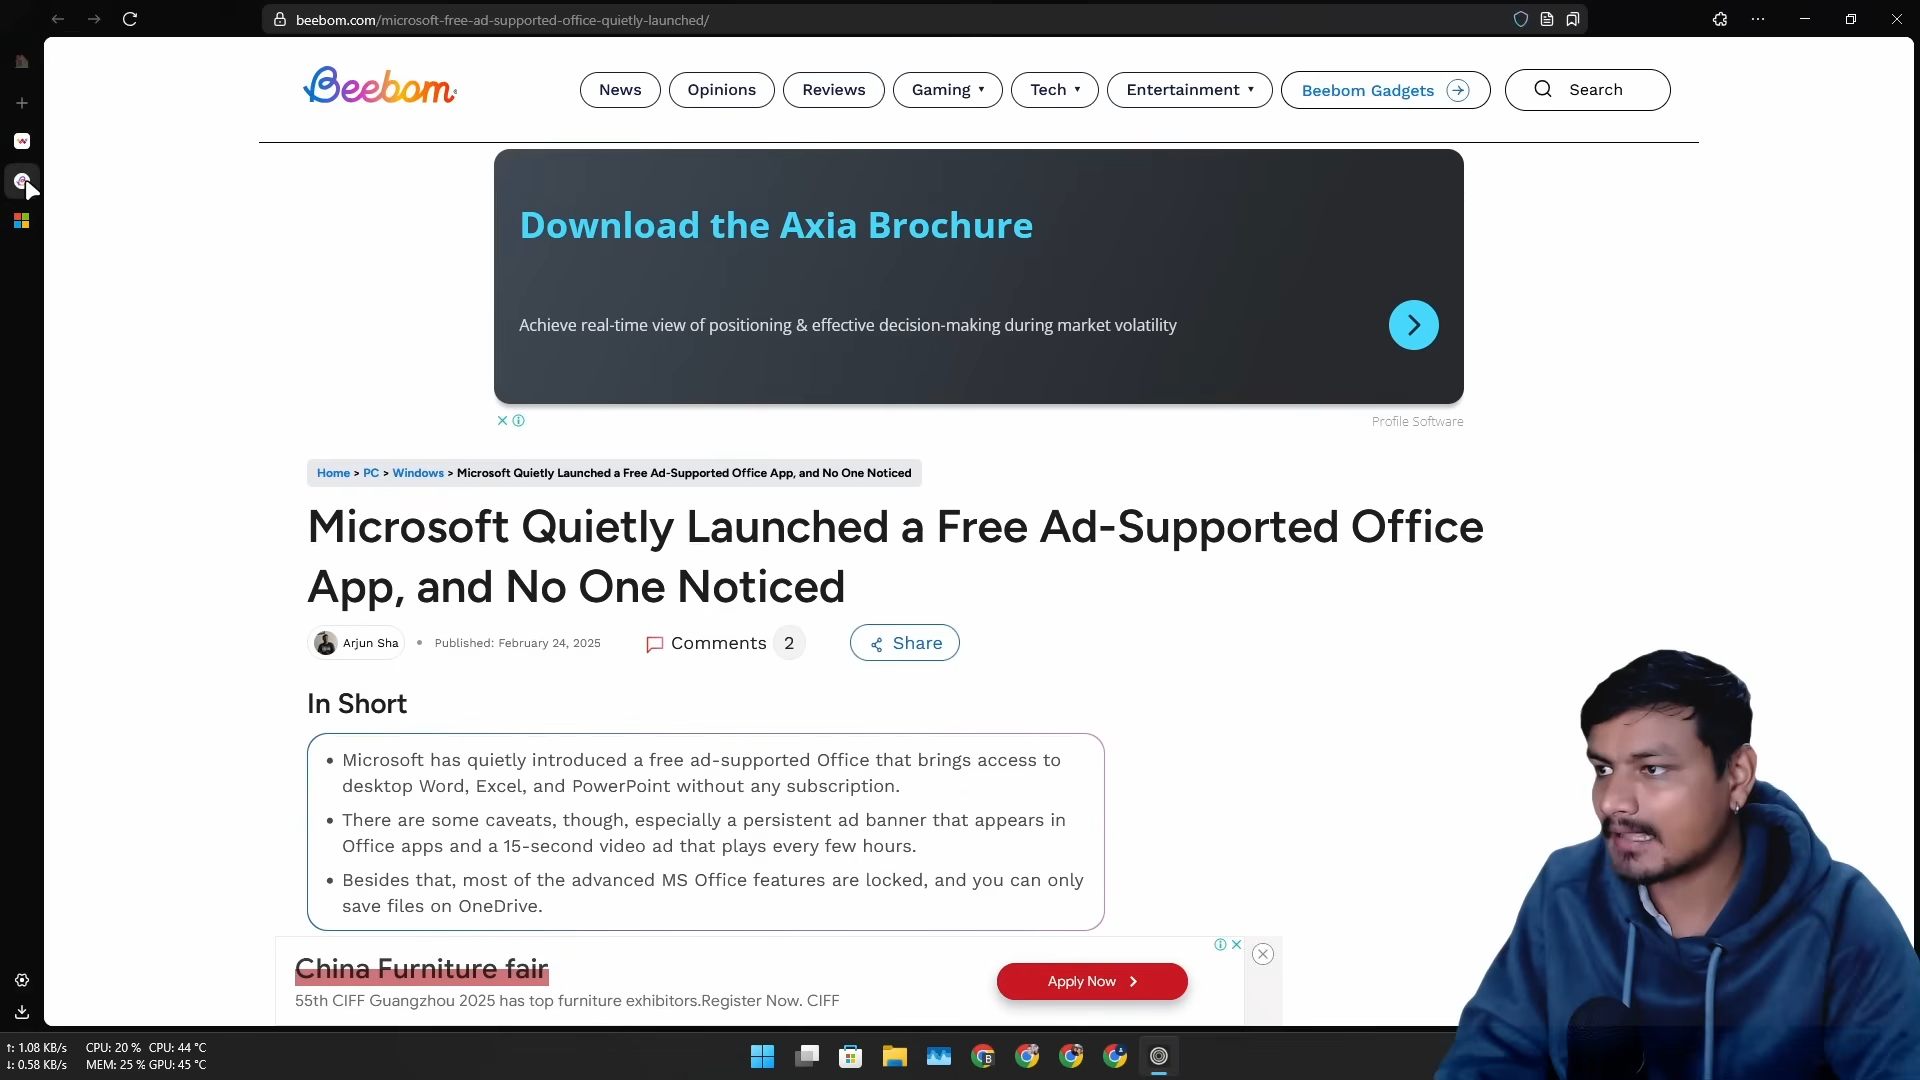 beebom.com/microsoft-free-ad-supported-office-quietly-launched/
Beebom
News
Opinions
Reviews
Gaming
Tech
Entertainment
Beebom Gadgets
Search
Download the Axia Brochure
Achieve real-time view of positioning & effective decision-making during market volatility
Profile Software
Home > PC > Windows > Microsoft Quietly Launched a Free Ad-Supported Office App, and No One Noticed
Microsoft Quietly Launched a Free Ad-Supported Office
App, and No One Noticed
Arjun Sha • Published: February 24, 2025 Comments 2 Share
In Short
• Microsoft has quietly introduced a free ad-supported Office that brings access to
desktop Word, Excel, and PowerPoint without any subscription.
• There are some caveats, though, especially a persistent ad banner that appears in
Office apps and a 15-second video ad that plays every few hours.
• Besides that, most of the advanced MS Office features are locked, and you can only
save files on OneDrive.
China Furniture fair
55th CIFF Guangzhou 2025 has top furniture exhibitors.Register Now. CIFF
Apply Now
↑: 1.08 KB/s CPU: 20 % CPU: 44 °C
↓: 0.58 KB/s MEM: 25 % GPU: 45 °C